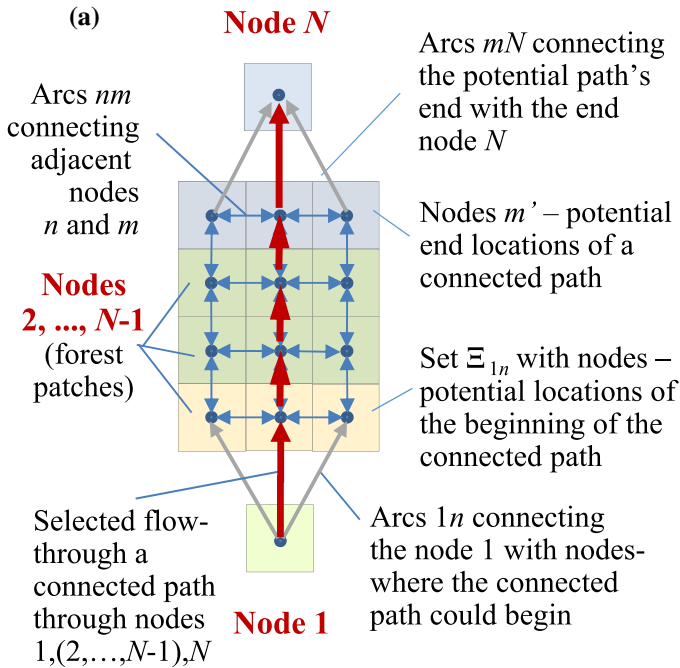 (a)
Node N
Arcs mN connecting
the potential path's
end with the end
node N
Arcs nm
connecting
adjacent
nodes
n and m
Nodes m’ – potential
end locations of a
connected path
Nodes
2, ..., N-1
(forest
patches)
Set Ξ1n with nodes –
potential locations of
the beginning of the
connected path
Selected flow-
through a
connected path
through nodes
1,(2,…,N-1),N
Node 1
Arcs 1n connecting
the node 1 with nodes-
where the connected
path could begin